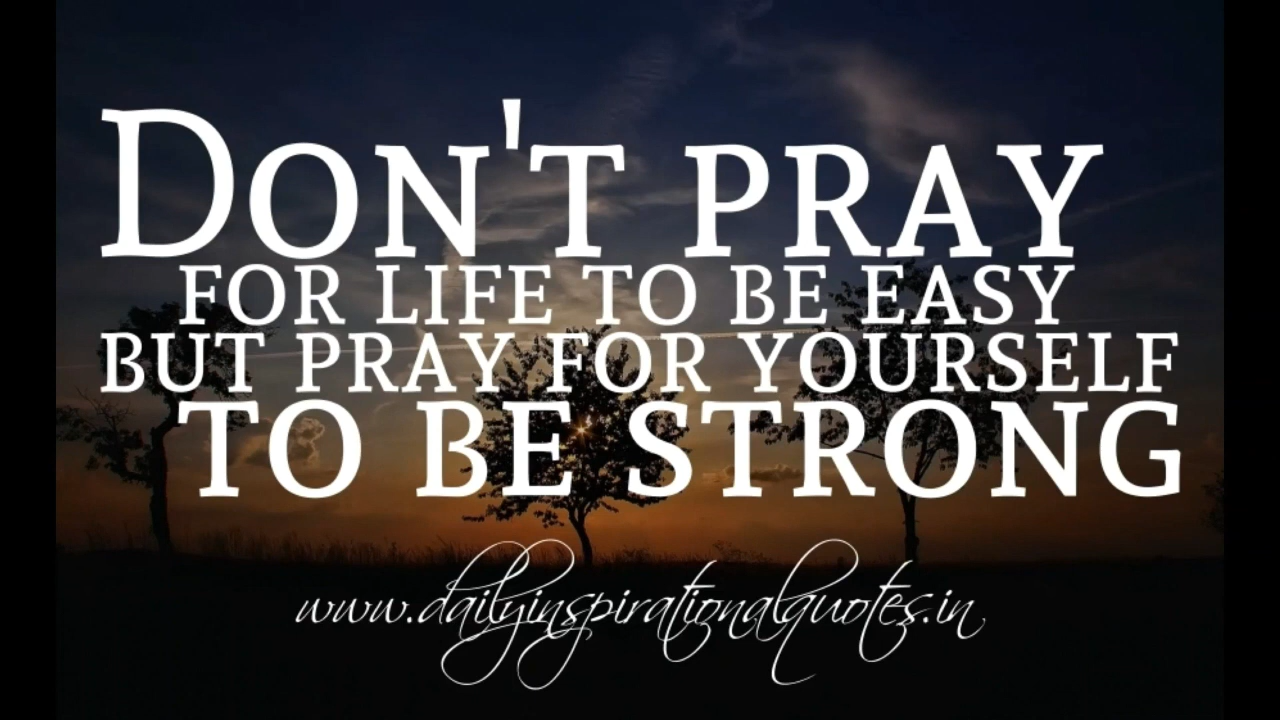 DON'T PRAY
FOR LIFE TO BE EASY
BUT PRAY FOR YOURSELF
TO BE STRONG
www.dailyinspirationalquotes.in